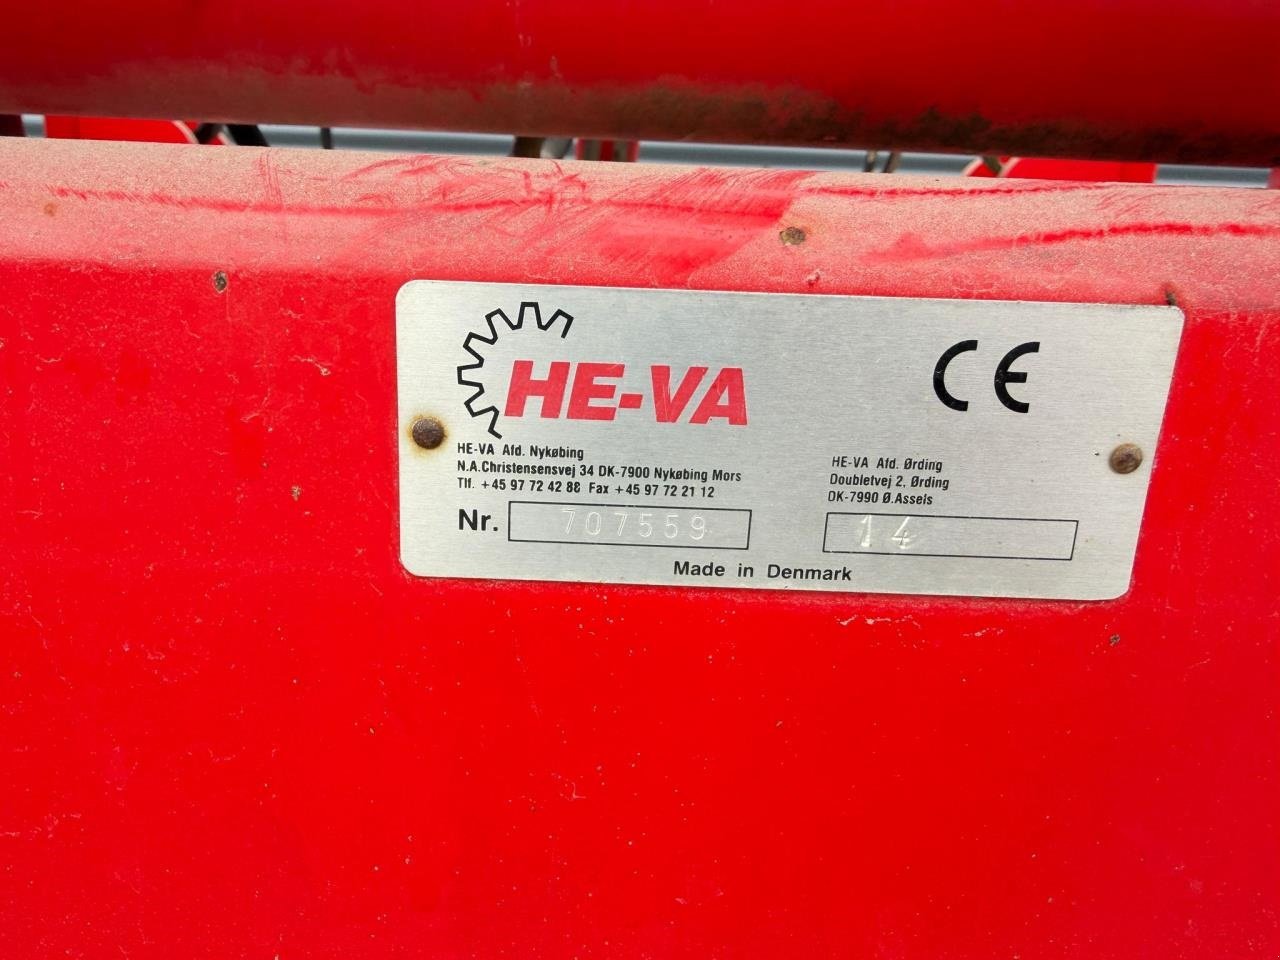 HE-VA
CE
HE-VA Afd. Nykøbing
N.A.Christensensvej 34 DK-7900 Nykøbing Mors
Tlf. +45 97 72 42 88 Fax +45 97 72 21 12
HE-VA Afd. Ørding
Doubletvej 2, Ørding
DK-7990 Ø.Assels
Nr. 707559
14
Made in Denmark